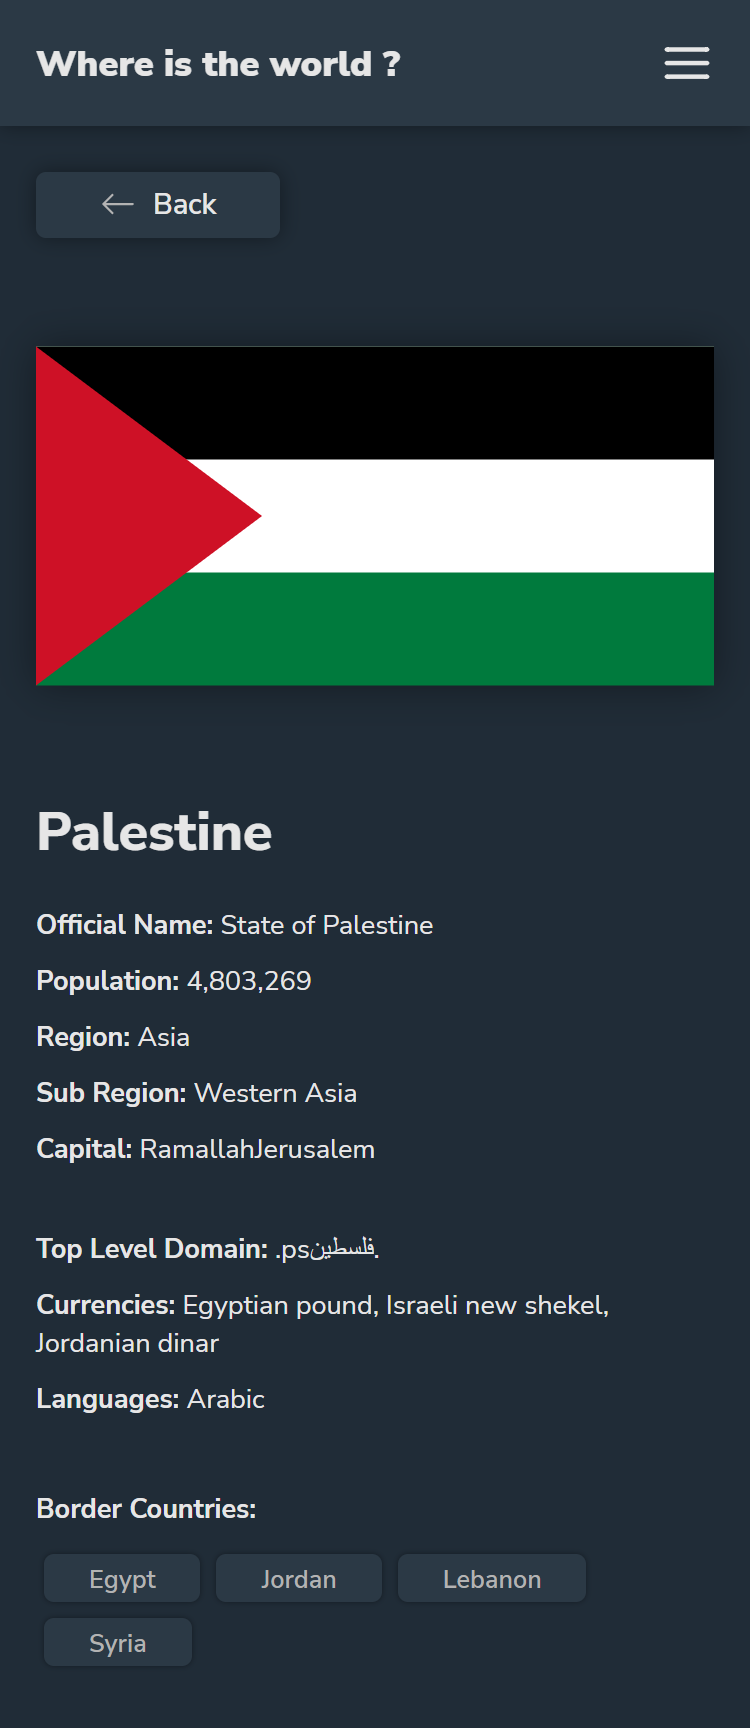 Where is the world ?
Back
Palestine
Official Name: State of Palestine
Population: 4,803,269
Region: Asia
Sub Region: Western Asia
Capital: RamallahJerusalem
Top Level Domain: .psفلسطين.
Currencies: Egyptian pound, Israeli new shekel,
Jordanian dinar
Languages: Arabic
Border Countries:
Egypt Jordan Lebanon
Syria